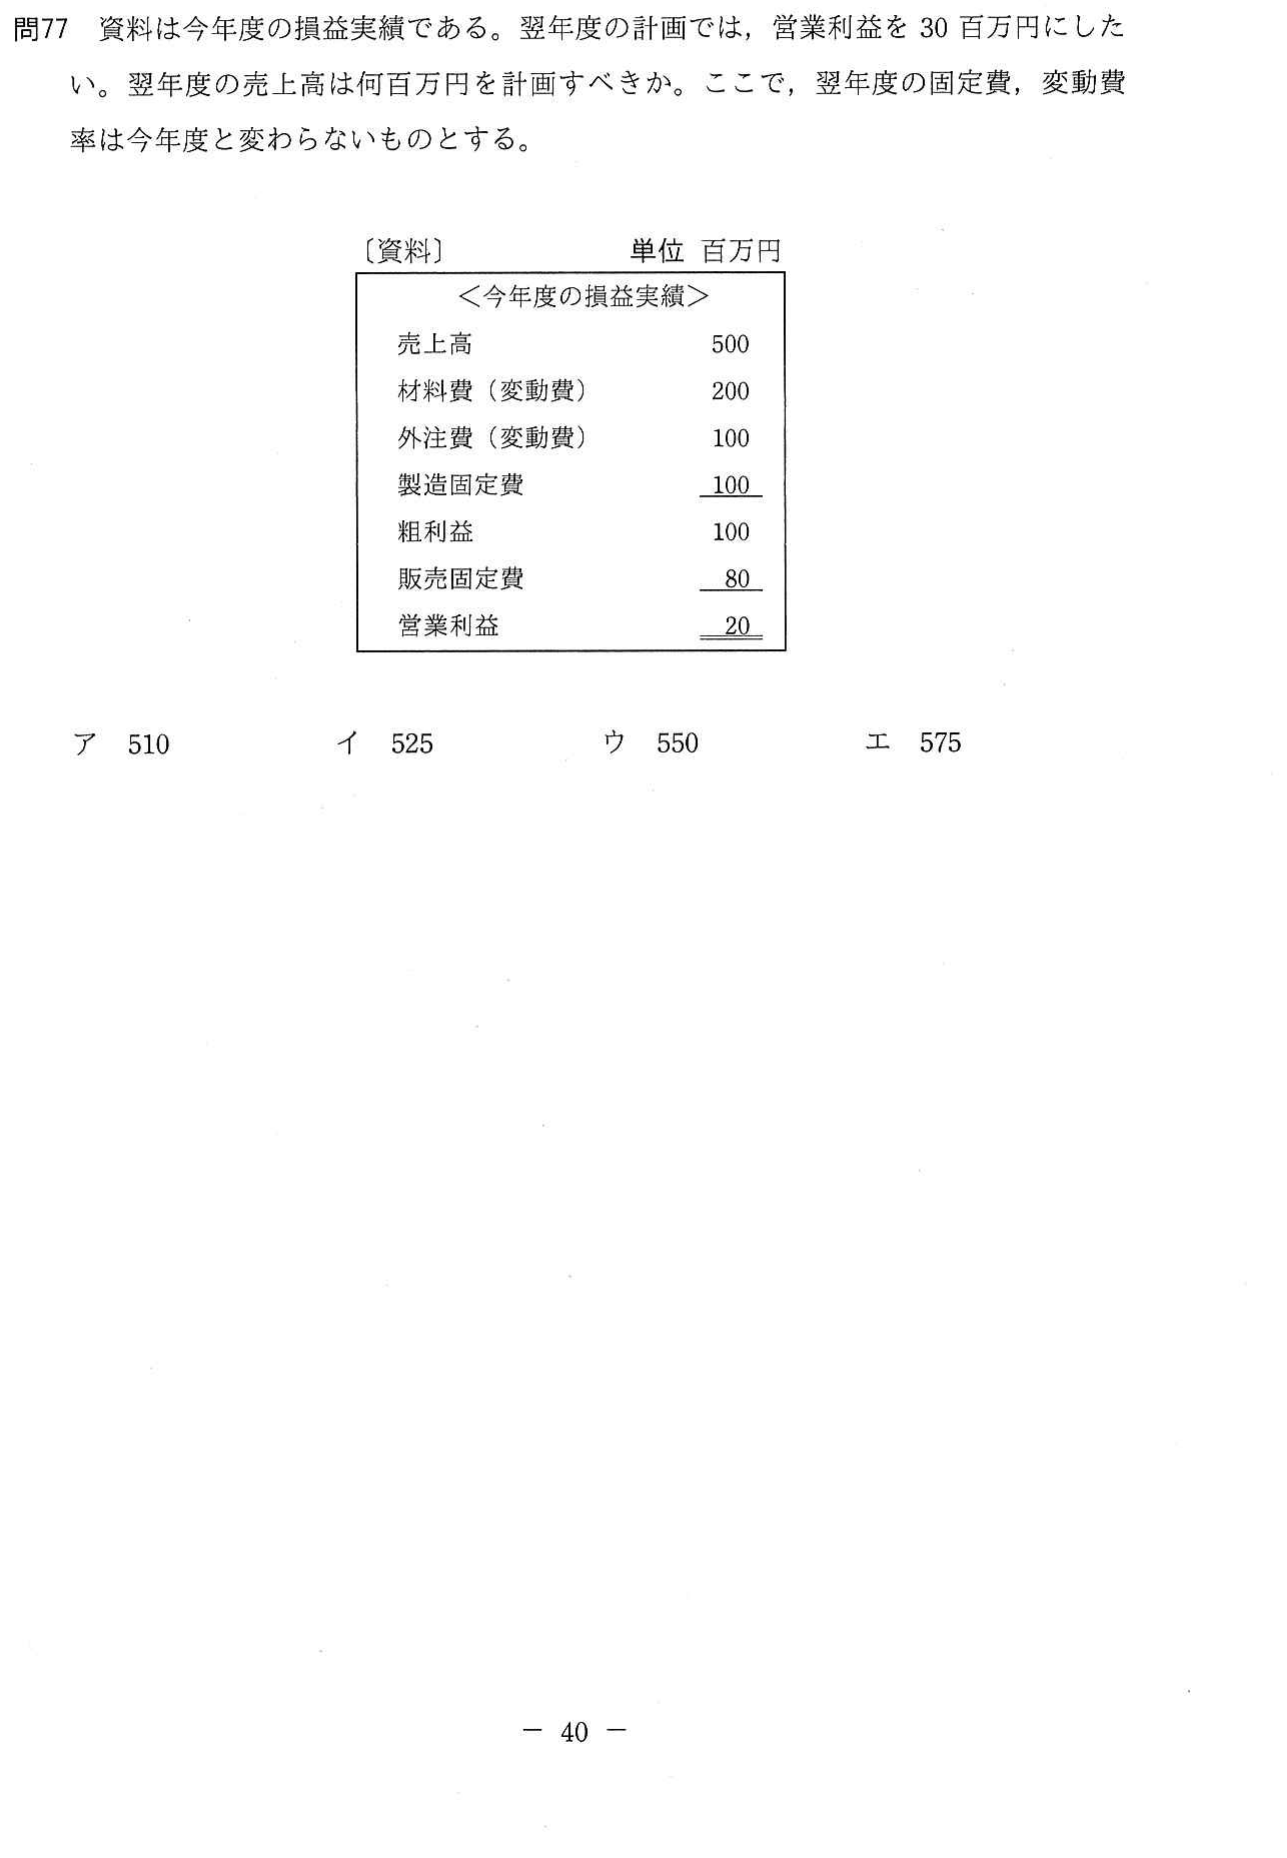 問77 資料は今年度の損益実績である。翌年度の計画では，営業利益を 30 百万円にした
い。翌年度の売上高は何百万円を計画すべきか。ここで，翌年度の固定費，変動費
率は今年度と変わらないものとする。
〔資料〕 単位 百万円
＜今年度の損益実績＞
売上高 500
材料費（変動費） 200
外注費（変動費） 100
製造固定費 100
粗利益 100
販売固定費 80
営業利益 20
ア 510 イ 525 ウ 550 エ 575
－ 40 －